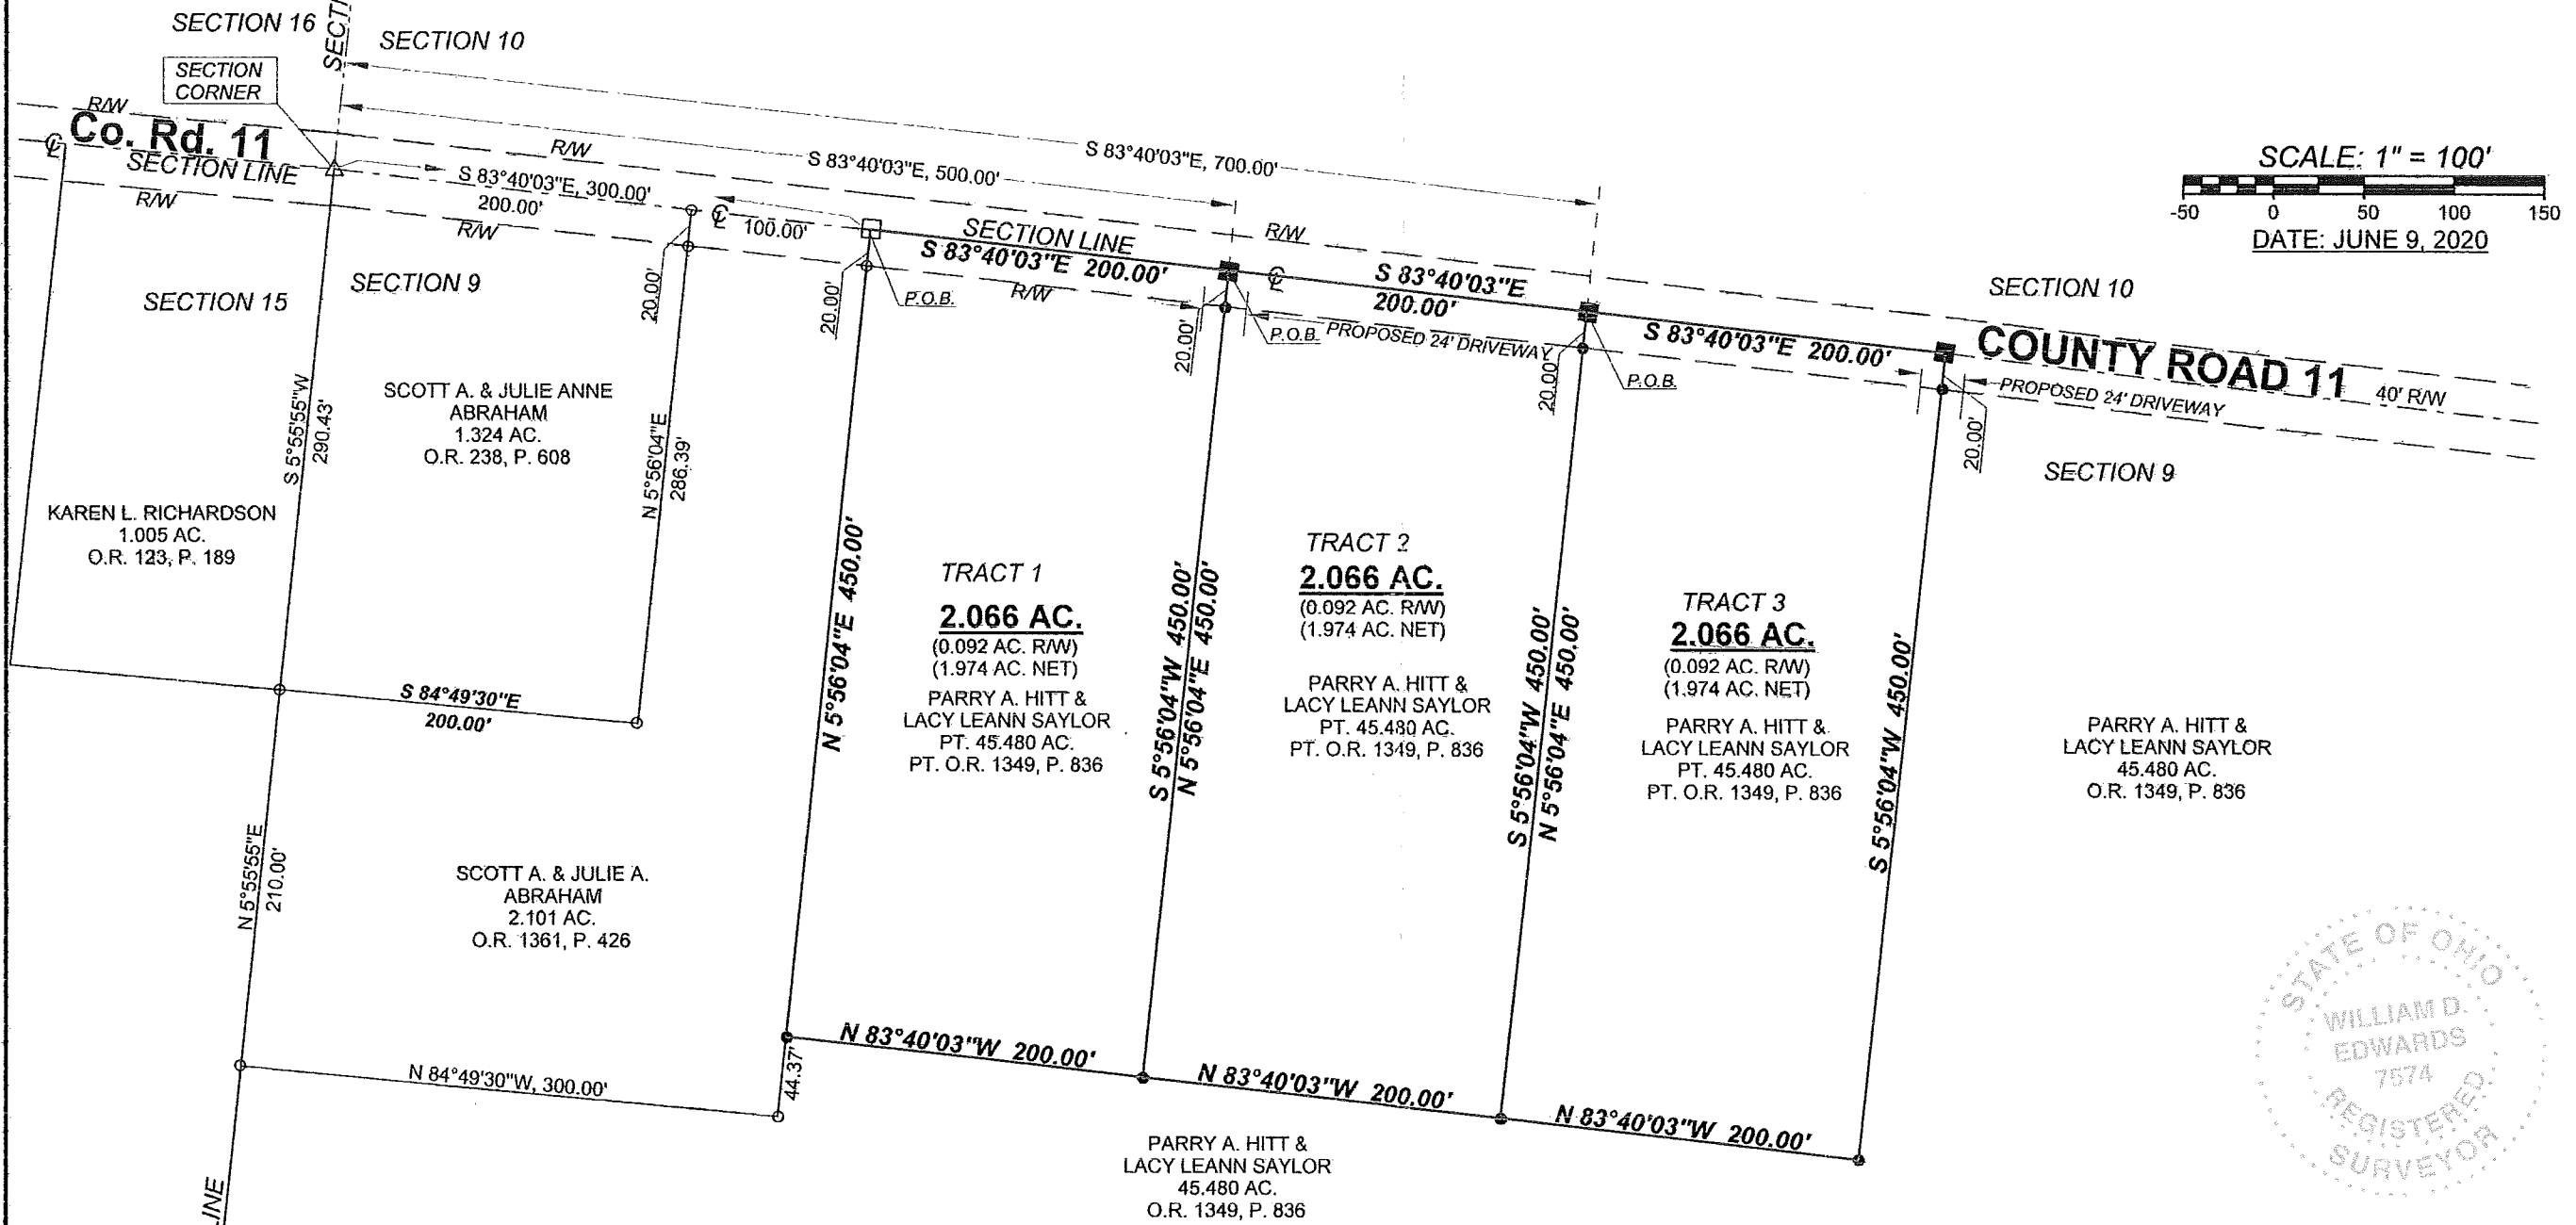 SECTION 16
SECTION 10
SECTION
CORNER
R/W
Co. Rd. 11
SECTION LINE
R/W
R/W
R/W
S 83°40'03"E, 300.00'
200.00'
100.00'
S 83°40'03"E, 500.00'
S 83°40'03"E, 700.00'
SCALE: 1" = 100'
-50 0 50 100 150
DATE: JUNE 9, 2020
SECTION LINE
S 83°40'03"E 200.00'
R/W
R/W
S 83°40'03"E
200.00'
S 83°40'03"E 200.00'
SECTION 10
COUNTY ROAD 11
40' R/W
PROPOSED 24' DRIVEWAY
PROPOSED 24' DRIVEWAY
P.O.B.
P.O.B.
P.O.B.
20.00'
20.00'
20.00'
20.00'
20.00'
SECTION 15
SECTION 9
SECTION 9
S 5°55'55"W
290.43'
SCOTT A. & JULIE ANNE
ABRAHAM
1.324 AC.
O.R. 238, P. 608
N 5°56'04"E
286.39'
KAREN L. RICHARDSON
1.005 AC.
O.R. 123, P. 189
S 84°49'30"E
200.00'
N 5°56'04"E 450.00'
TRACT 1
2.066 AC.
(0.092 AC. R/W)
(1.974 AC. NET)
PARRY A. HITT &
LACY LEANN SAYLOR
PT. 45.480 AC.
PT. O.R. 1349, P. 836
S 5°56'04"W 450.00'
N 5°56'04"E 450.00'
TRACT 2
2.066 AC.
(0.092 AC. R/W)
(1.974 AC. NET)
PARRY A. HITT &
LACY LEANN SAYLOR
PT. 45.480 AC.
PT. O.R. 1349, P. 836
S 5°56'04"W 450.00'
N 5°56'04"E 450.00'
TRACT 3
2.066 AC.
(0.092 AC. R/W)
(1.974 AC. NET)
PARRY A. HITT &
LACY LEANN SAYLOR
PT. 45.480 AC.
PT. O.R. 1349, P. 836
S 5°56'04"W 450.00'
PARRY A. HITT &
LACY LEANN SAYLOR
45.480 AC.
O.R. 1349, P. 836
N 5°55'55"E
210.00'
SCOTT A. & JULIE A.
ABRAHAM
2.101 AC.
O.R. 1361, P. 426
N 84°49'30"W, 300.00'
44.37'
N 83°40'03"W 200.00'
N 83°40'03"W 200.00'
N 83°40'03"W 200.00'
PARRY A. HITT &
LACY LEANN SAYLOR
45.480 AC.
O.R. 1349, P. 836
STATE OF OHIO
WILLIAM D.
EDWARDS
7574
REGISTERED
SURVEYOR